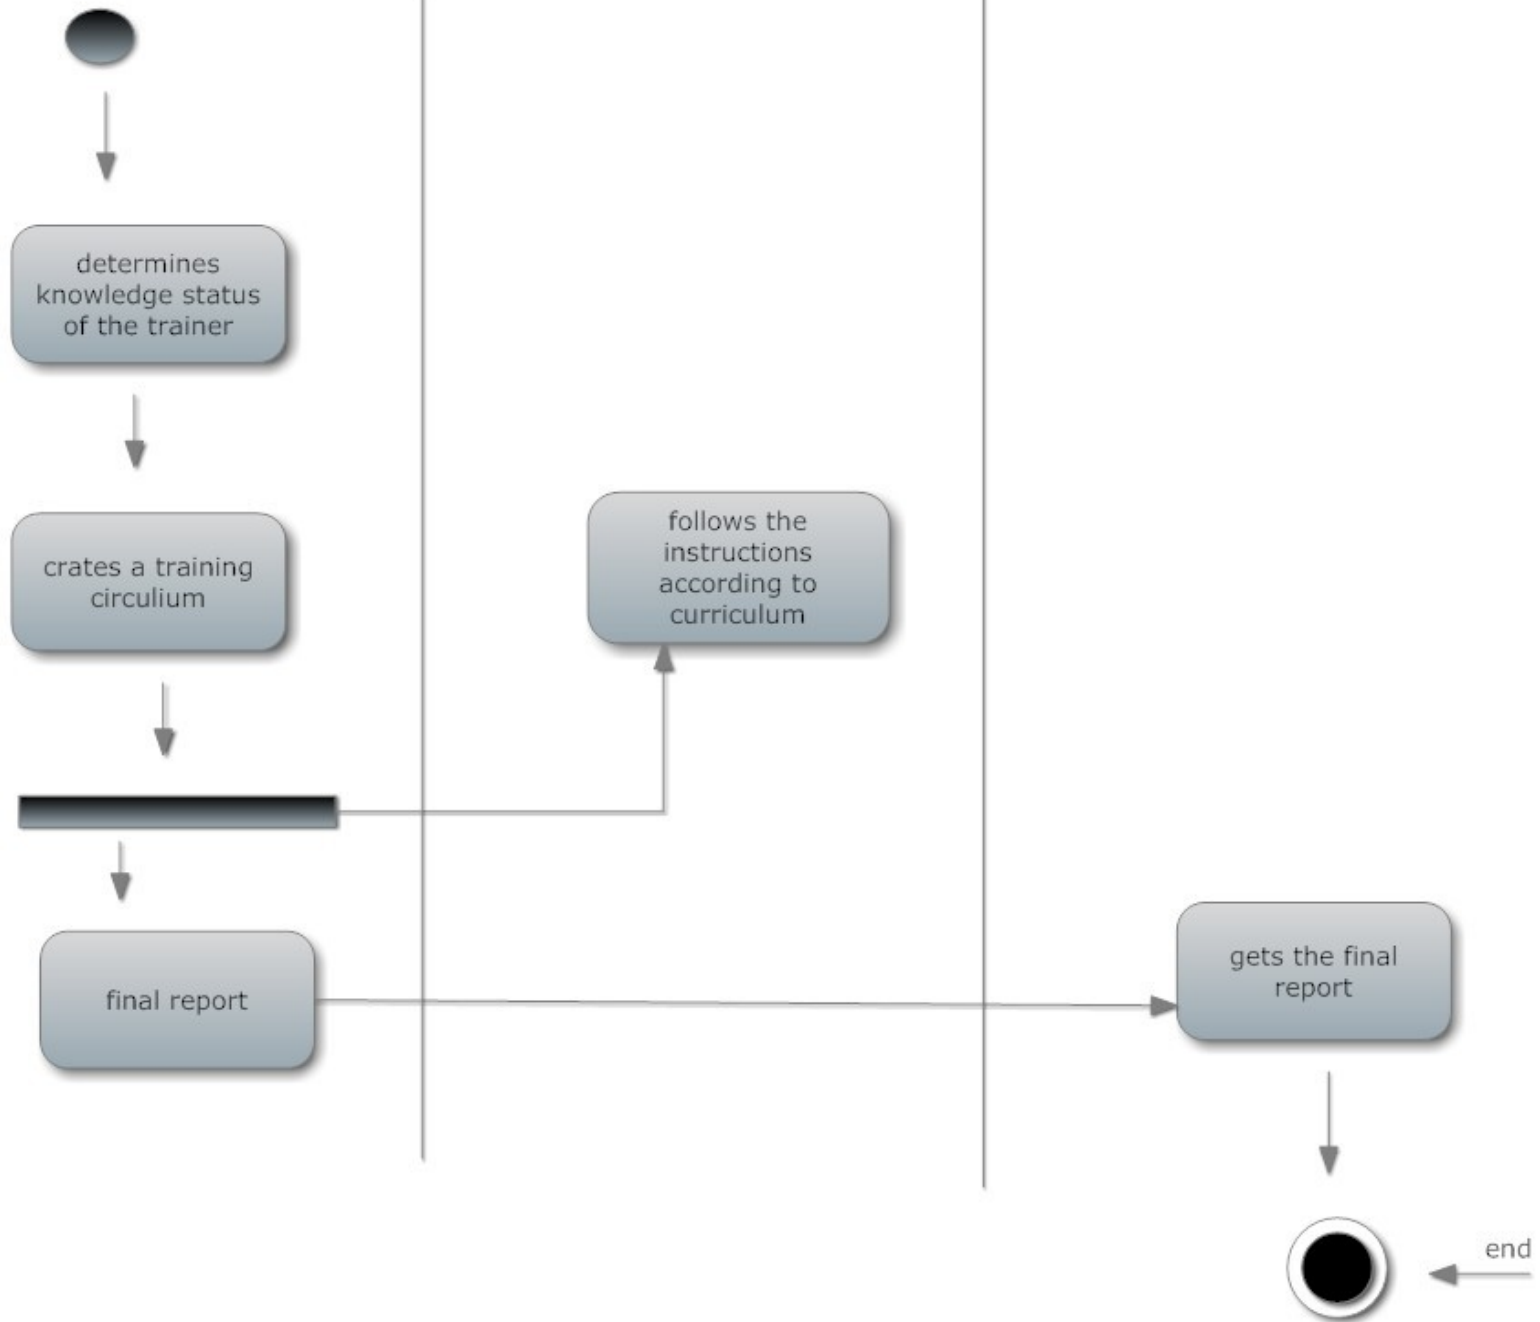 determines
knowledge status
of the trainer
crates a training
circulium
follows the
instructions
according to
curriculum
final report
gets the final
report
end